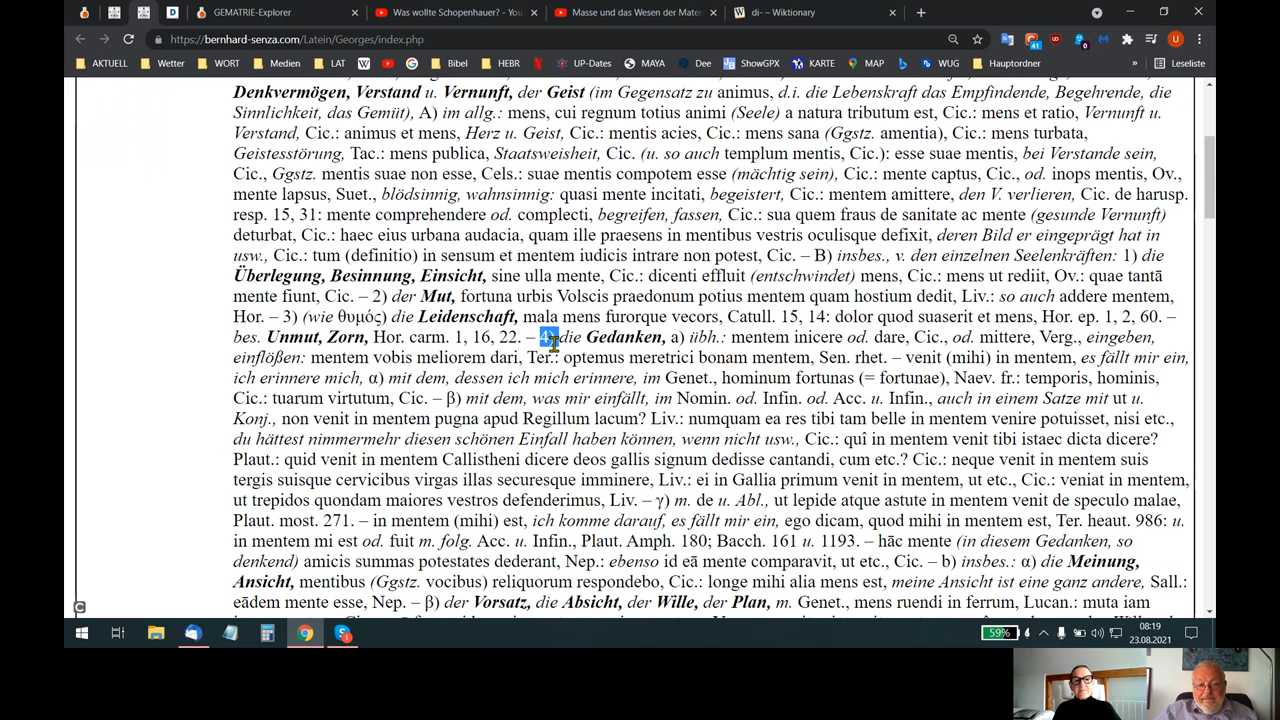 GEMATRIE-Explorer
Was wollte Schopenhauer? - You
Masse und das Wesen der Mater
di- – Wiktionary
https://bernhard-senza.com/Latein/Georges/index.php
AKTUELL Wetter WORT Medien LAT Bibel HEBR UP-Dates MAYA Dee ShowGPX KARTE MAP WUG Hauptordner » Leseliste
Denkvermögen, Verstand u. Vernunft, der Geist (im Gegensatz zu animus, d.i. die Lebenskraft das Empfindende, Begehrende, die
Sinnlichkeit, das Gemüt), A) im allg.: mens, cui regnum totius animi (Seele) a natura tributum est, Cic.: mens et ratio, Vernunft u.
Verstand, Cic.: animus et mens, Herz u. Geist, Cic.: mentis acies, Cic.: mens sana (Ggstz. amentia), Cic.: mens turbata,
Geistesstörung, Tac.: mens publica, Staatsweisheit, Cic. (u. so auch templum mentis, Cic.): esse suae mentis, bei Verstande sein,
Cic., Ggstz. mentis suae non esse, Cels.: suae mentis compotem esse (mächtig sein), Cic.: mente captus, Cic., od. inops mentis, Ov.,
mente lapsus, Suet., blödsinnig, wahnsinnig: quasi mente incitati, begeistert, Cic.: mentem amittere, den V. verlieren, Cic. de harusp.
resp. 15, 31: mente comprehendere od. complecti, begreifen, fassen, Cic.: sua quem fraus de sanitate ac mente (gesunde Vernunft)
deturbat, Cic.: haec eius urbana audacia, quam ille praesens in mentibus vestris oculisque defixit, deren Bild er eingeprägt hat in
usw., Cic.: tum (definitio) in sensum et mentem iudicis intrare non potest, Cic. – B) insbes., v. den einzelnen Seelenkräften: 1) die
Überlegung, Besinnung, Einsicht, sine ulla mente, Cic.: dicenti effluit (entschwindet) mens, Cic.: mens ut rediit, Ov.: quae tantā
mente fiunt, Cic. – 2) der Mut, fortuna urbis Volscis praedonum potius mentem quam hostium dedit, Liv.: so auch addere mentem,
Hor. – 3) (wie θυμός) die Leidenschaft, mala mens furorque vecors, Catull. 15, 14: dolor quod suaserit et mens, Hor. ep. 1, 2, 60. –
bes. Unmut, Zorn, Hor. carm. 1, 16, 22. – 4) die Gedanken, a) übh.: mentem inicere od. dare, Cic., od. mittere, Verg., eingeben,
einflößen: mentem vobis meliorem dari, Ter.: optemus meretrici bonam mentem, Sen. rhet. – venit (mihi) in mentem, es fällt mir ein,
ich erinnere mich, α) mit dem, dessen ich mich erinnere, im Genet., hominum fortunas (= fortunae), Naev. fr.: temporis, hominis,
Cic.: tuarum virtutum, Cic. – β) mit dem, was mir einfällt, im Nomin. od. Infin. od. Acc. u. Infin., auch in einem Satze mit ut u.
Konj., non venit in mentem pugna apud Regillum lacum? Liv.: numquam ea res tibi tam belle in mentem venire potuisset, nisi etc.,
du hättest nimmermehr diesen schönen Einfall haben können, wenn nicht usw., Cic.: quî in mentem venit tibi istaec dicta dicere?
Plaut.: quid venit in mentem Callistheni dicere deos gallis signum dedisse cantandi, cum etc.? Cic.: neque venit in mentem suis
tergis suisque cervicibus virgas illas securesque imminere, Liv.: ei in Gallia primum venit in mentem, ut etc., Cic.: veniat in mentem,
ut trepidos quondam maiores vestros defenderimus, Liv. – γ) m. de u. Abl., ut lepide atque astute in mentem venit de speculo malae,
Plaut. most. 271. – in mentem (mihi) est, ich komme darauf, es fällt mir ein, ego dicam, quod mihi in mentem est, Ter. heaut. 986: u.
in mentem mi est od. fuit m. folg. Acc. u. Infin., Plaut. Amph. 180; Bacch. 161 u. 1193. – hāc mente (in diesem Gedanken, so
denkend) amicis summas potestates dederant, Nep.: ebenso id eā mente comparavit, ut etc., Cic. – b) insbes.: α) die Meinung,
Ansicht, mentibus (Ggstz. vocibus) reliquorum respondebo, Cic.: longe mihi alia mens est, meine Ansicht ist eine ganz andere, Sall.:
eādem mente esse, Nep. – β) der Vorsatz, die Absicht, der Wille, der Plan, m. Genet., mens ruendi in ferrum, Lucan.: muta iam
59%
08:19
23.08.2021